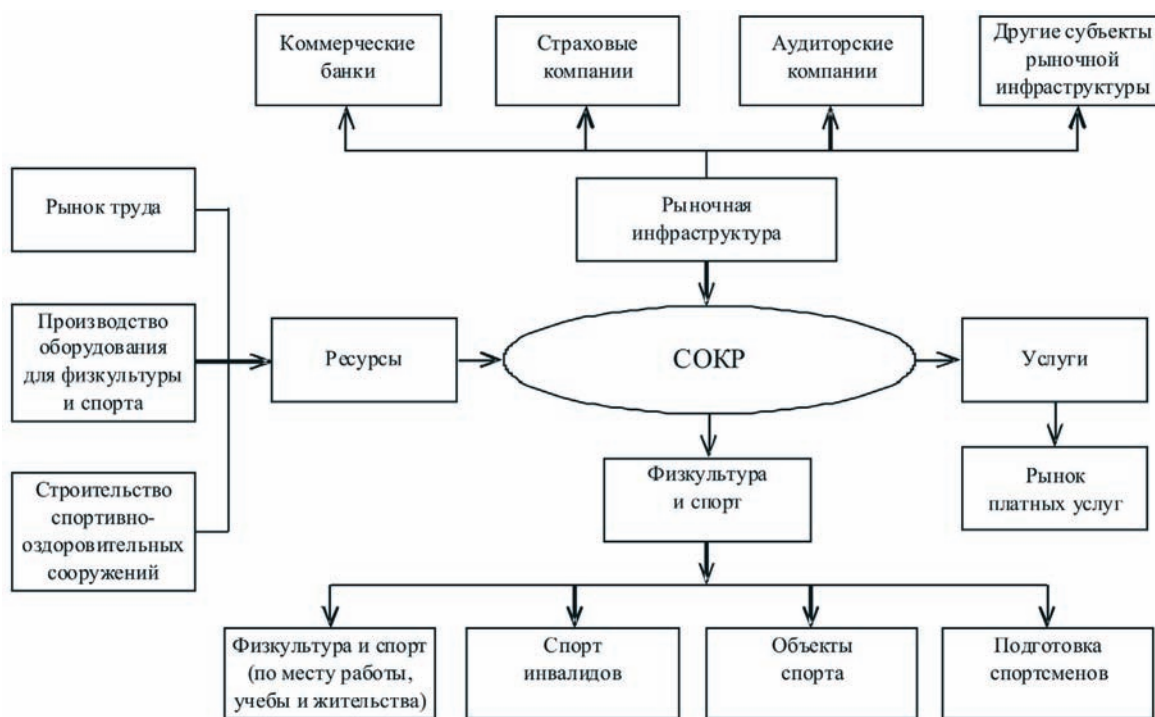 Коммерческие
банки
Страховые
компании
Аудиторские
компании
Другие субъекты
рыночной
инфраструктуры
Рынок труда
Рыночная
инфраструктура
Производство
оборудования
для физкультуры
и спорта
Ресурсы
СОКР
Услуги
Строительство
спортивно-
оздоровительных
сооружений
Физкультура
и спорт
Рынок
платных услуг
Физкультура и спорт
(по месту работы,
учебы и жительства)
Спорт
инвалидов
Объекты
спорта
Подготовка
спортсменов